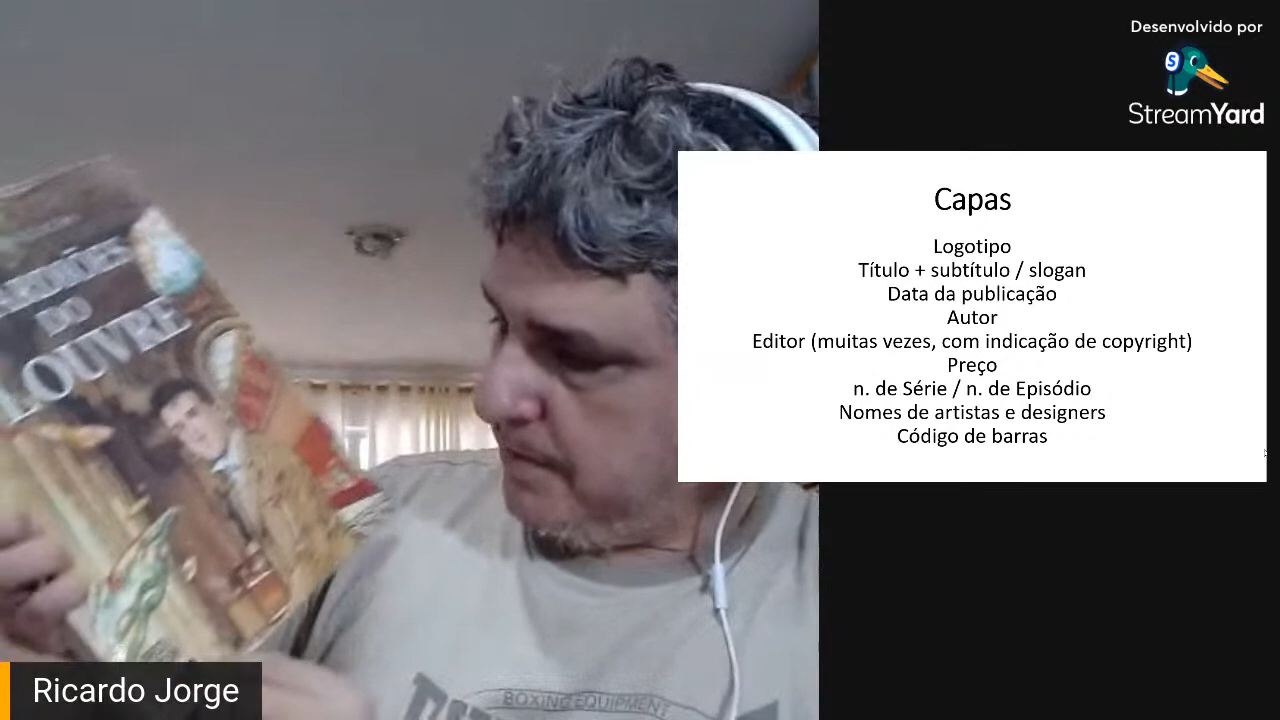 Desenvolvido por
StreamYard
Capas
Logotipo
Título + subtítulo / slogan
Data da publicação
Autor
Editor (muitas vezes, com indicação de copyright)
Preço
n. de Série / n. de Episódio
Nomes de artistas e designers
Código de barras
DO
LOUVRE
BOXING EQUIPMENT
Ricardo Jorge